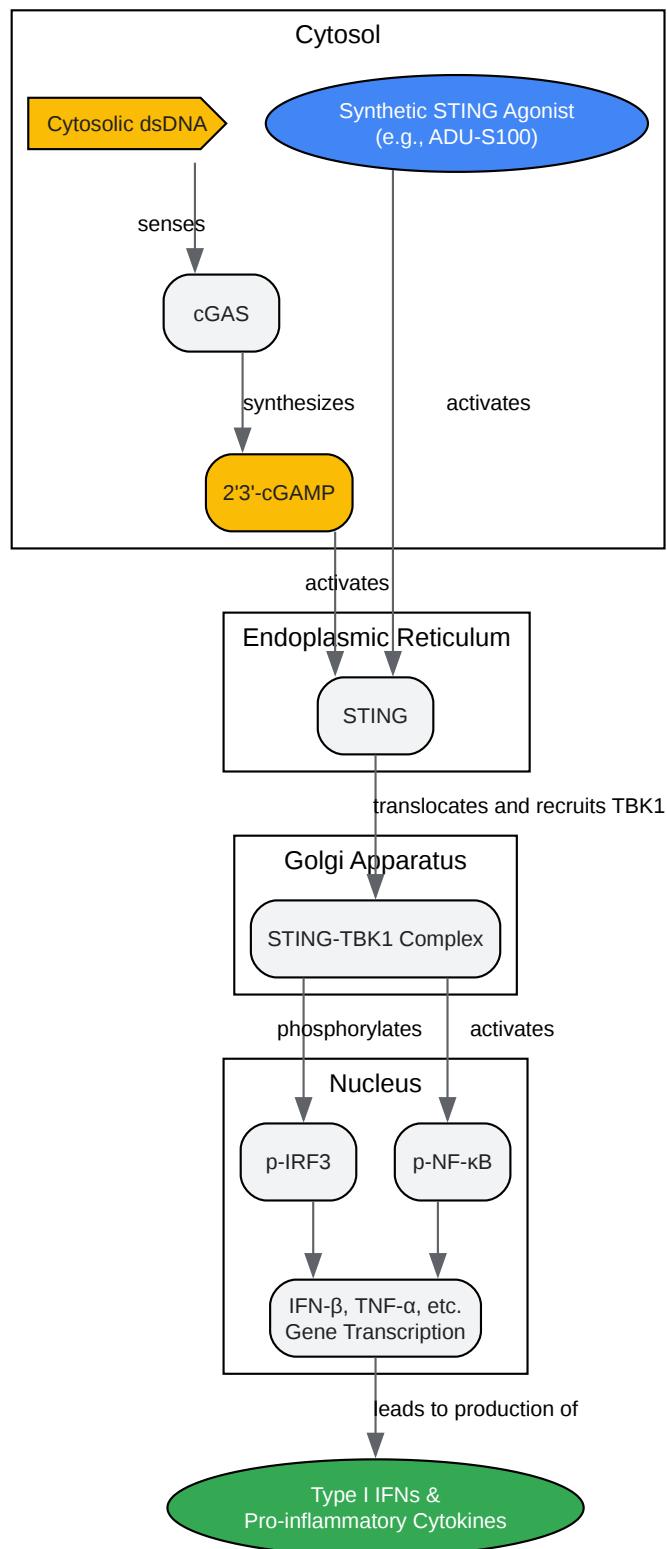 Cytosol
Cytosolic dsDNA
Synthetic STING Agonist
(e.g., ADU-S100)
senses
cGAS
synthesizes
activates
2'3'-cGAMP
activates
Endoplasmic Reticulum
STING
translocates and recruits TBK1
Golgi Apparatus
STING-TBK1 Complex
phosphorylates
activates
Nucleus
p-IRF3
p-NF-κB
IFN-β, TNF-α, etc.
Gene Transcription
leads to production of
Type I IFNs &
Pro-inflammatory Cytokines